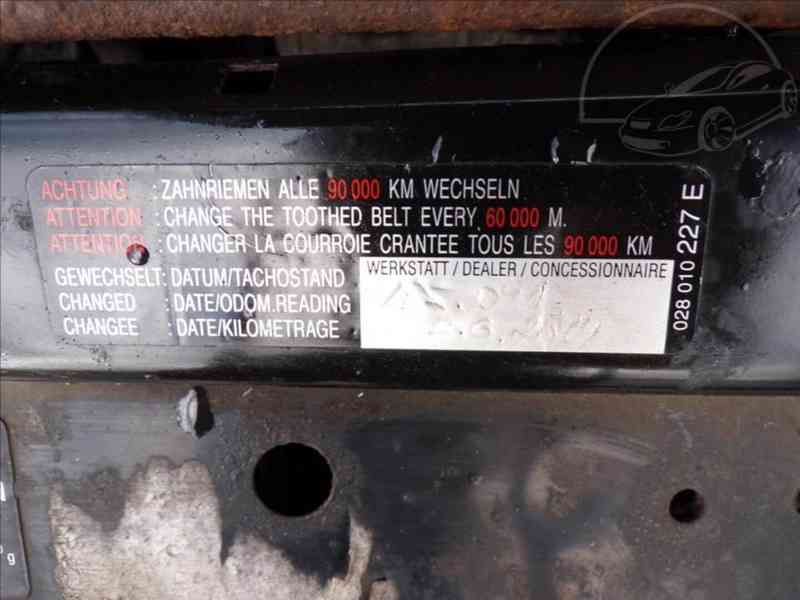 ACHTUNG : ZAHNRIEMEN ALLE 90 000 KM WECHSELN
ATTENTION : CHANGE THE TOOTHED BELT EVERY 60 000 M.
ATTENTION : CHANGER LA COURROIE CRANTEE TOUS LES 90 000 KM
GEWECHSELT: DATUM/TACHOSTAND
CHANGED : DATE/ODOM.READING
CHANGEE : DATE/KILOMETRAGE
WERKSTATT / DEALER / CONCESSIONNAIRE
028 010 227 E
g